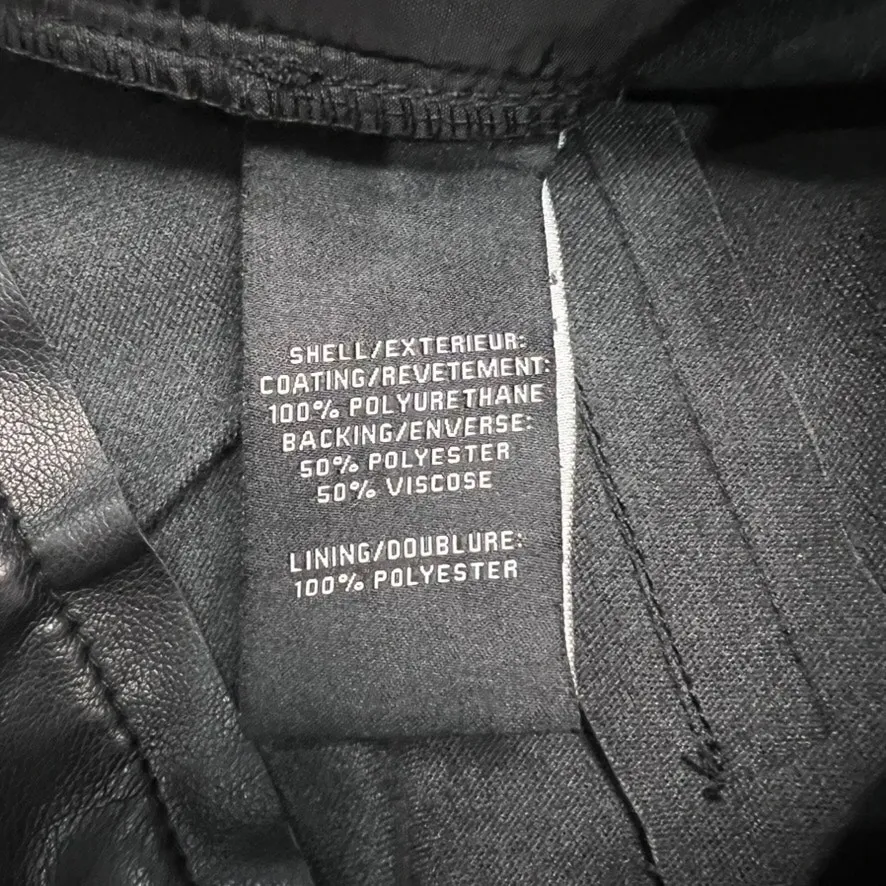 SHELL/EXTERIEUR:
COATING/REVETEMENT:
100% POLYURETHANE
BACKING/ENVERSE:
50% POLYESTER
50% VISCOSE
LINING/DOUBLURE:
100% POLYESTER